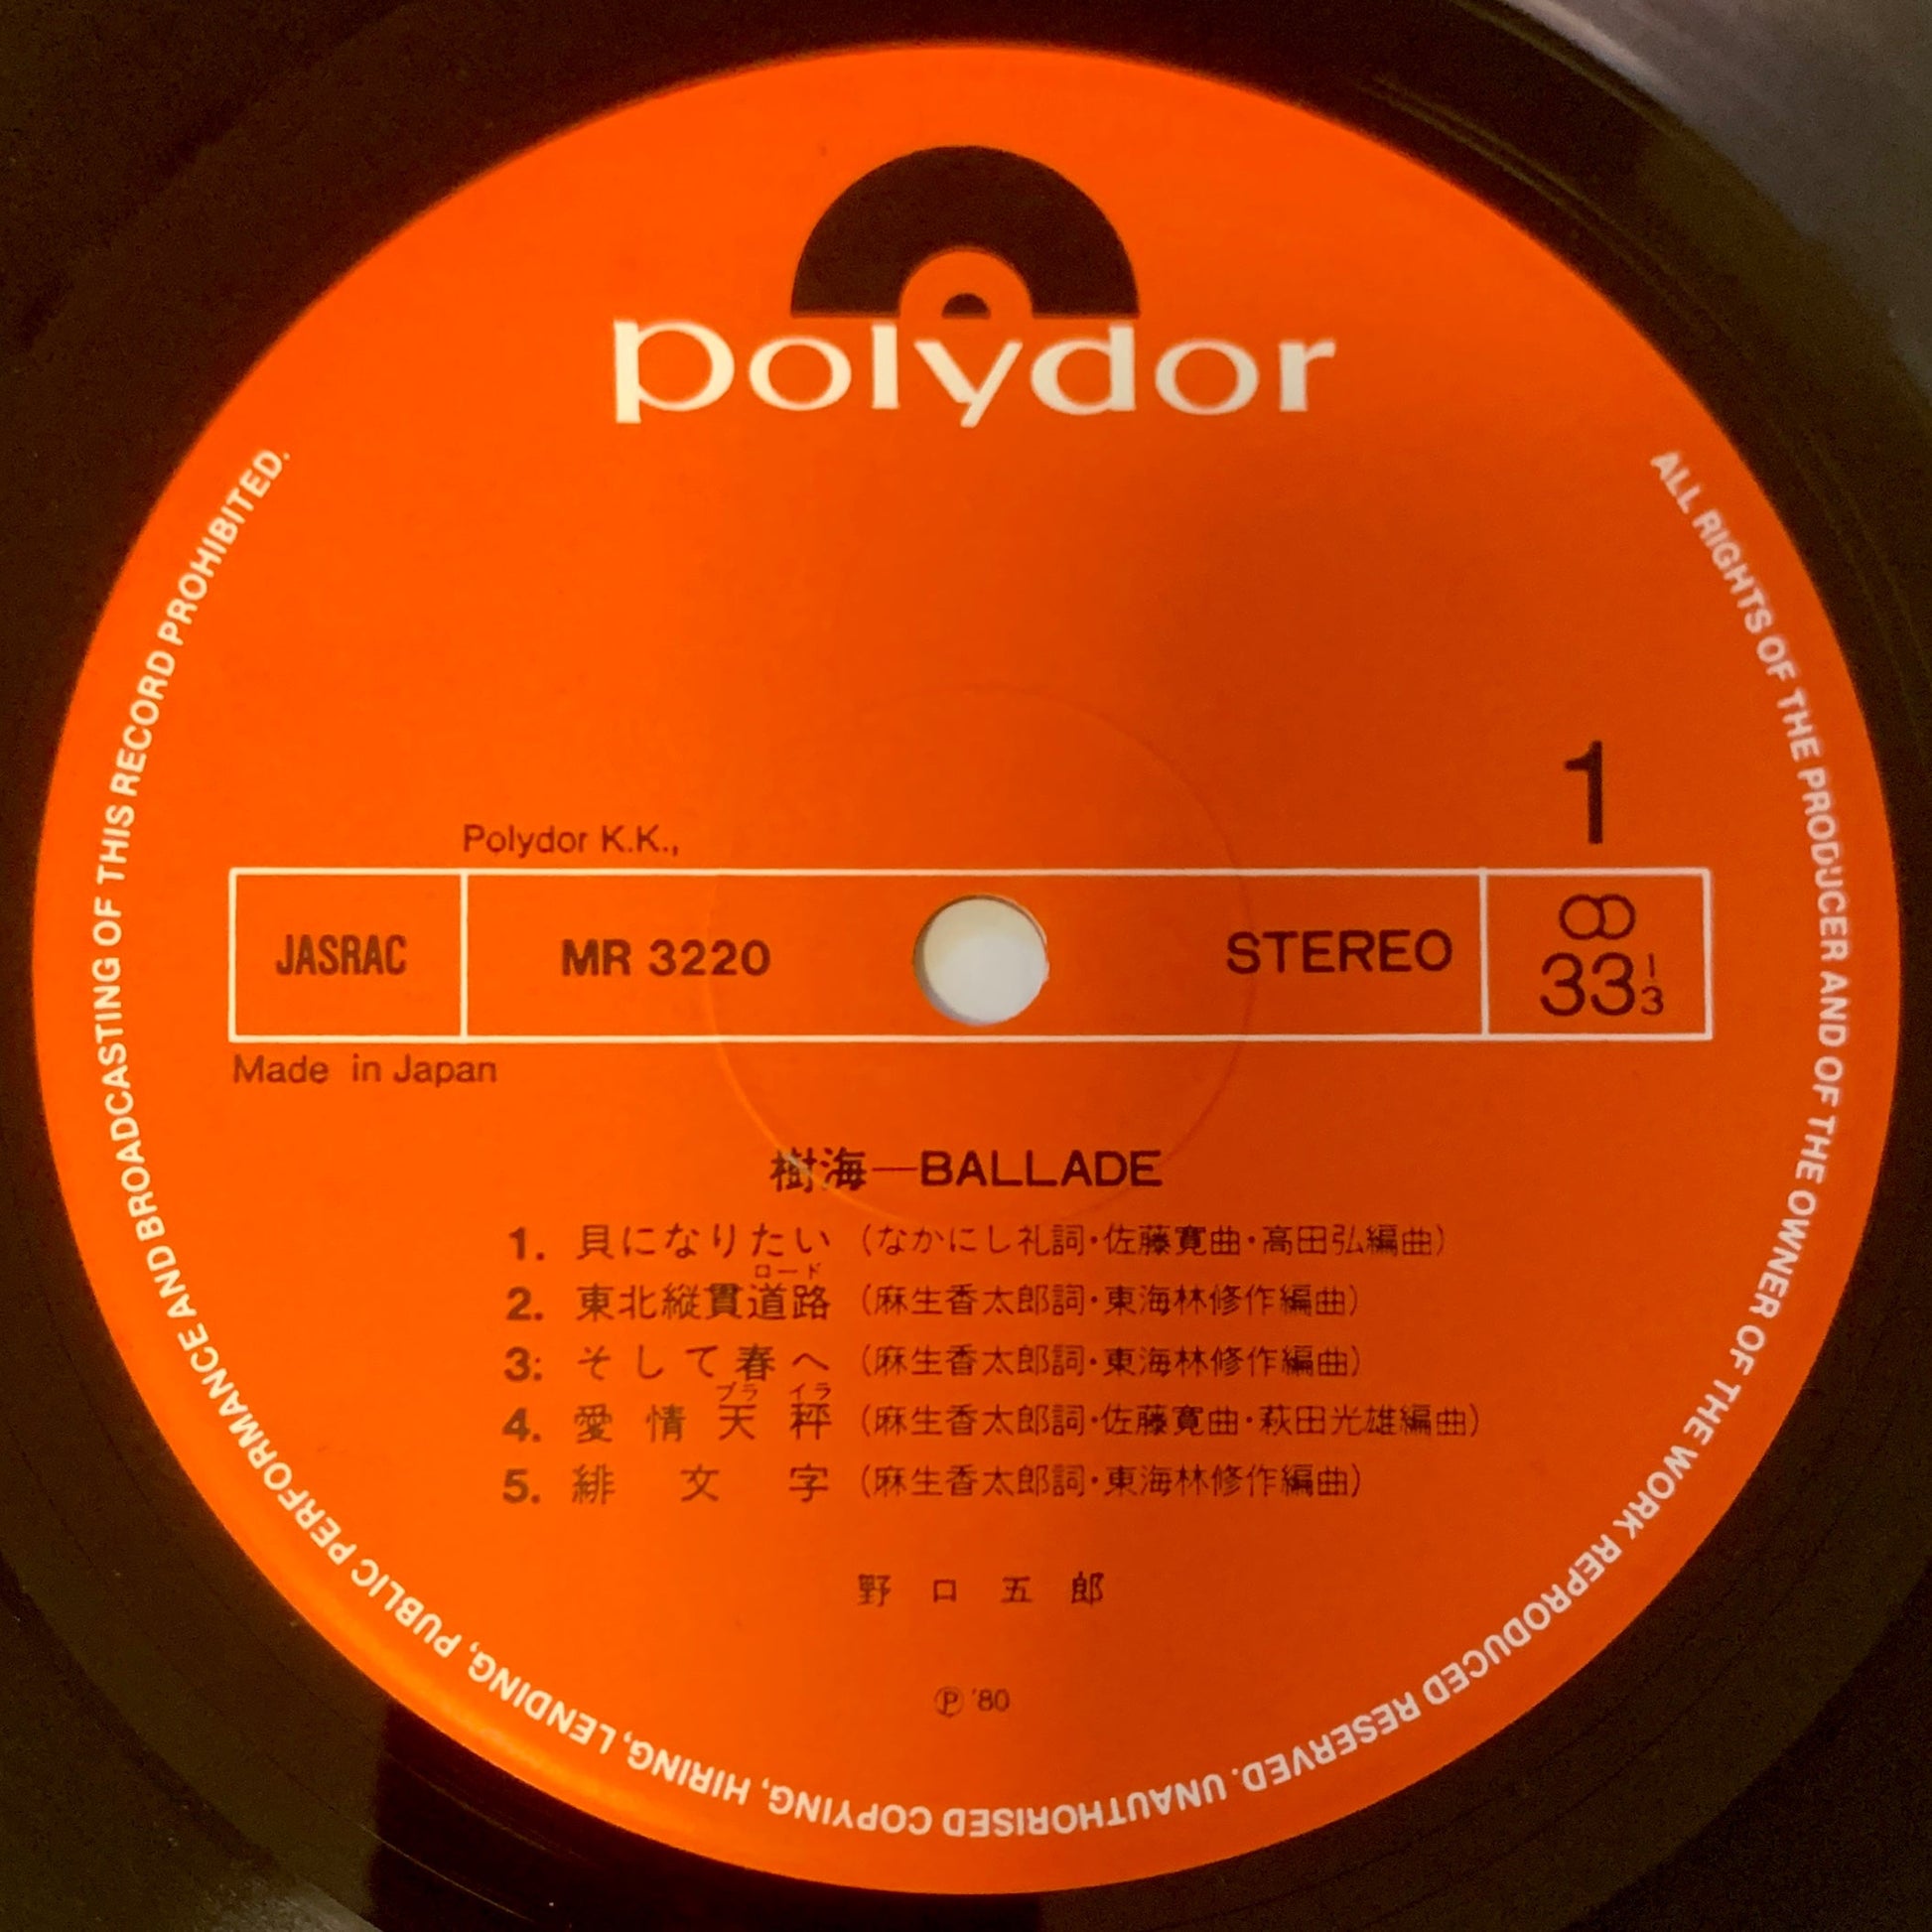 polydor
ALL RIGHTS OF THE PRODUCER AND OF THE OWNER OF THE WORK REPRODUCED RESERVED. UNAUTHORISED COPYING, HIRING, LENDING, PUBLIC PERFORMANCE AND BROADCASTING OF THIS RECORD PROHIBITED.
1
Polydor K.K.,
JASRAC MR 3220 STEREO 33 1/3
Made in Japan
樹海—BALLADE
1. 貝になりたい (なかにし礼詞・佐藤寛曲・高田弘編曲)
ロード
2. 東北縦貫道路 (麻生香太郎詞・東海林修作編曲)
3. そして春へ (麻生香太郎詞・東海林修作編曲)
ブラ イラ
4. 愛情天秤 (麻生香太郎詞・佐藤寛曲・萩田光雄編曲)
5. 緋文字 (麻生香太郎詞・東海林修作編曲)
野口五郎
Ⓟ '80